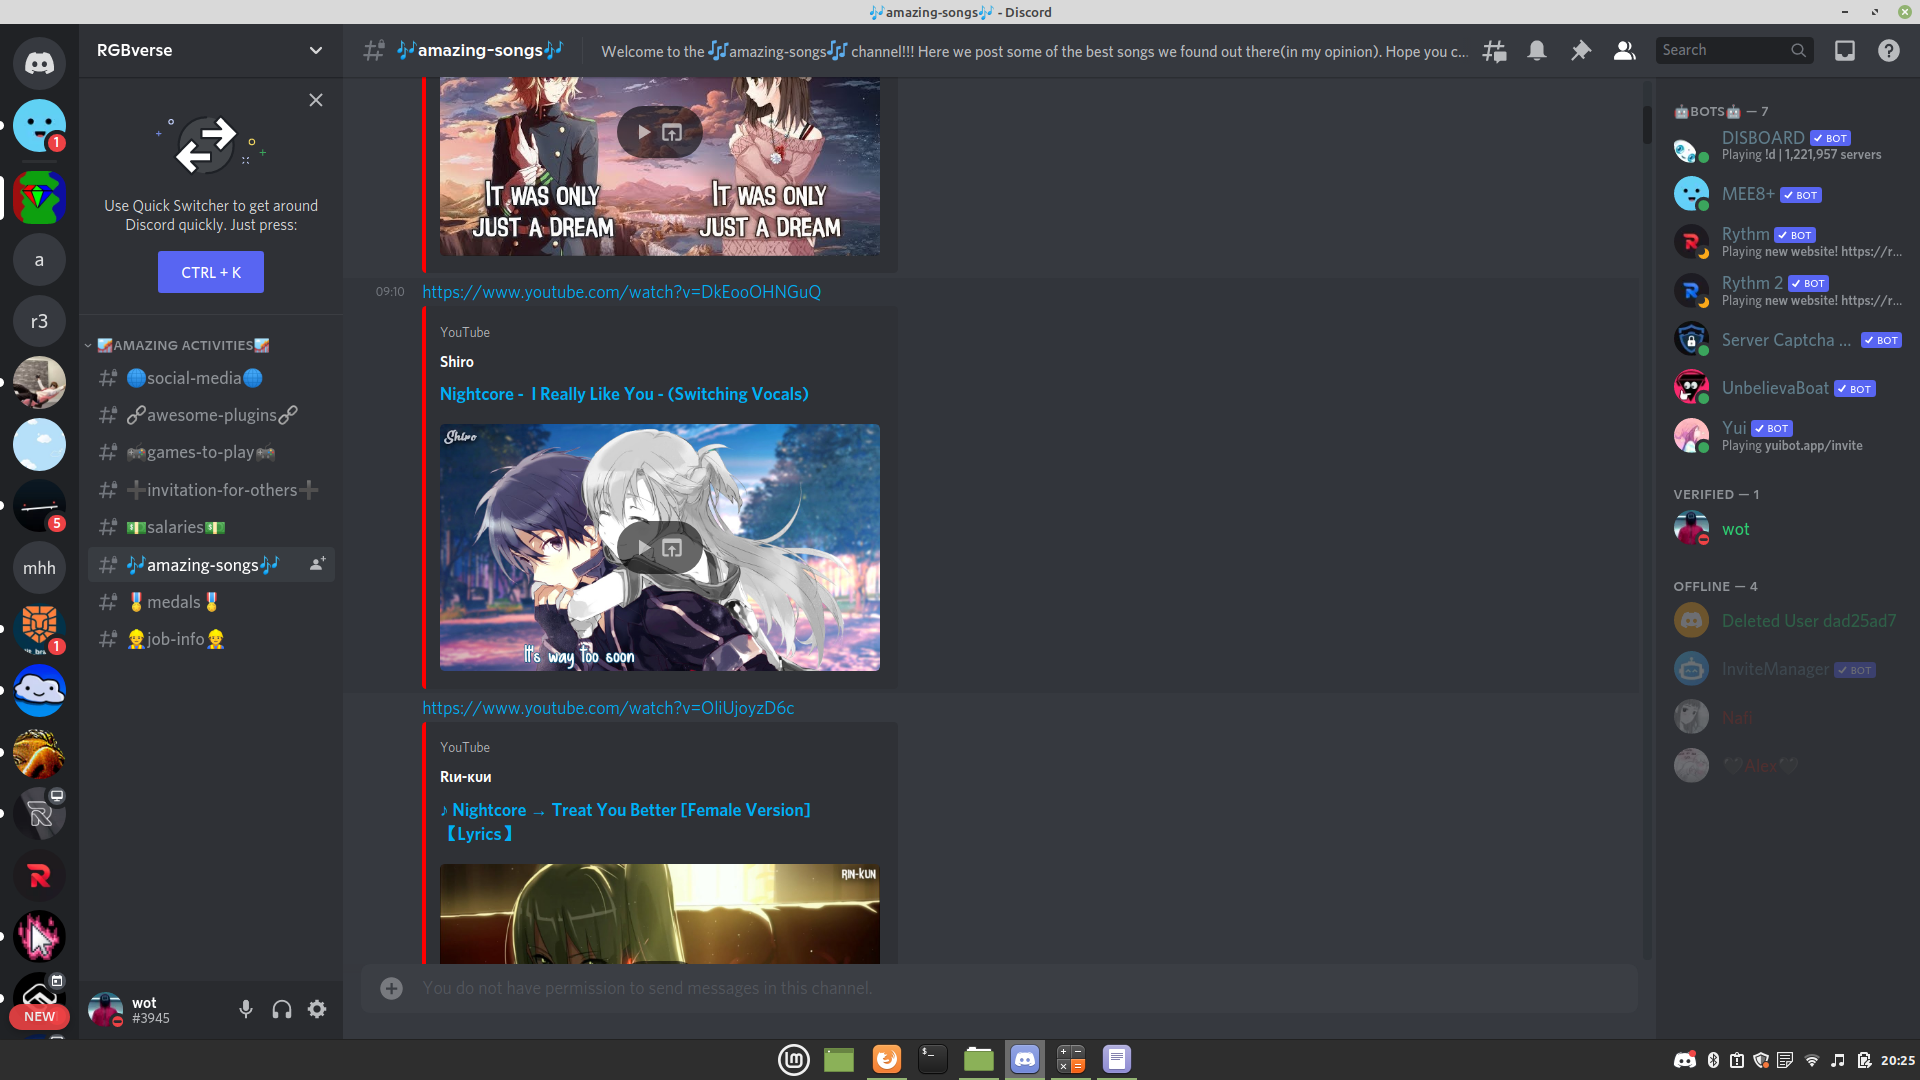 🎶amazing-songs🎶 - Discord
RGBverse
🎶amazing-songs🎶
Welcome to the 🎶amazing-songs🎶 channel!!! Here we post some of the best songs we found out there(in my opinion). Hope you c...
Search
1
a
r3
5
mhh
1
NEW
Use Quick Switcher to get around
Discord quickly. Just press:
CTRL + K
AMAZING ACTIVITIES
🌐social-media🌐
🔗awesome-plugins🔗
🎮games-to-play🎮
➕invitation-for-others➕
💵salaries💵
🎶amazing-songs🎶
🎖️medals🎖️
👷job-info👷
wot
#3945
IT WAS ONLY
JUST A DREAM
IT WAS ONLY
JUST A DREAM
09:10
https://www.youtube.com/watch?v=DkEooOHNGuQ
YouTube
Shiro
Nightcore - I Really Like You - (Switching Vocals)
Shiro
It's way too soon
https://www.youtube.com/watch?v=OliUjoyzD6c
YouTube
Rιи-кυи
♪ Nightcore → Treat You Better [Female Version]
【Lyrics】
RIN-KUN
You do not have permission to send messages in this channel.
🤖BOTS🤖 — 7
DISBOARD ✔ BOT
Playing !d | 1,221,957 servers
MEE8+ ✔ BOT
Rythm ✔ BOT
Playing new website! https://r...
Rythm 2 ✔ BOT
Playing new website! https://r...
Server Captcha ... ✔ BOT
UnbelievaBoat ✔ BOT
Yui ✔ BOT
Playing yuibot.app/invite
VERIFIED — 1
wot
OFFLINE — 4
Deleted User dad25ad7
InviteManager ✔ BOT
Nafi
🖤Alex🖤
20:25